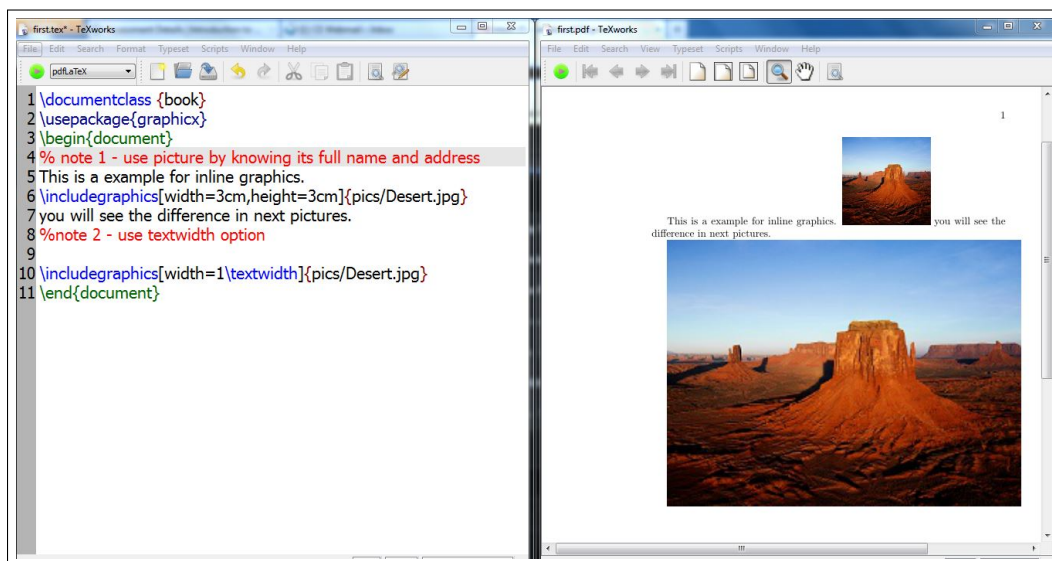 first.tex* - TeXworks
File Edit Search Format Typeset Scripts Window Help
pdfLaTeX
1 \documentclass {book}
2 \usepackage{graphicx}
3 \begin{document}
4 % note 1 - use picture by knowing its full name and address
5 This is a example for inline graphics.
6 \includegraphics[width=3cm,height=3cm]{pics/Desert.jpg}
7 you will see the difference in next pictures.
8 %note 2 - use textwidth option
9
10 \includegraphics[width=1\textwidth]{pics/Desert.jpg}
11 \end{document}
first.pdf - TeXworks
File Edit Search View Typeset Scripts Window Help
1
This is a example for inline graphics. you will see the
difference in next pictures.